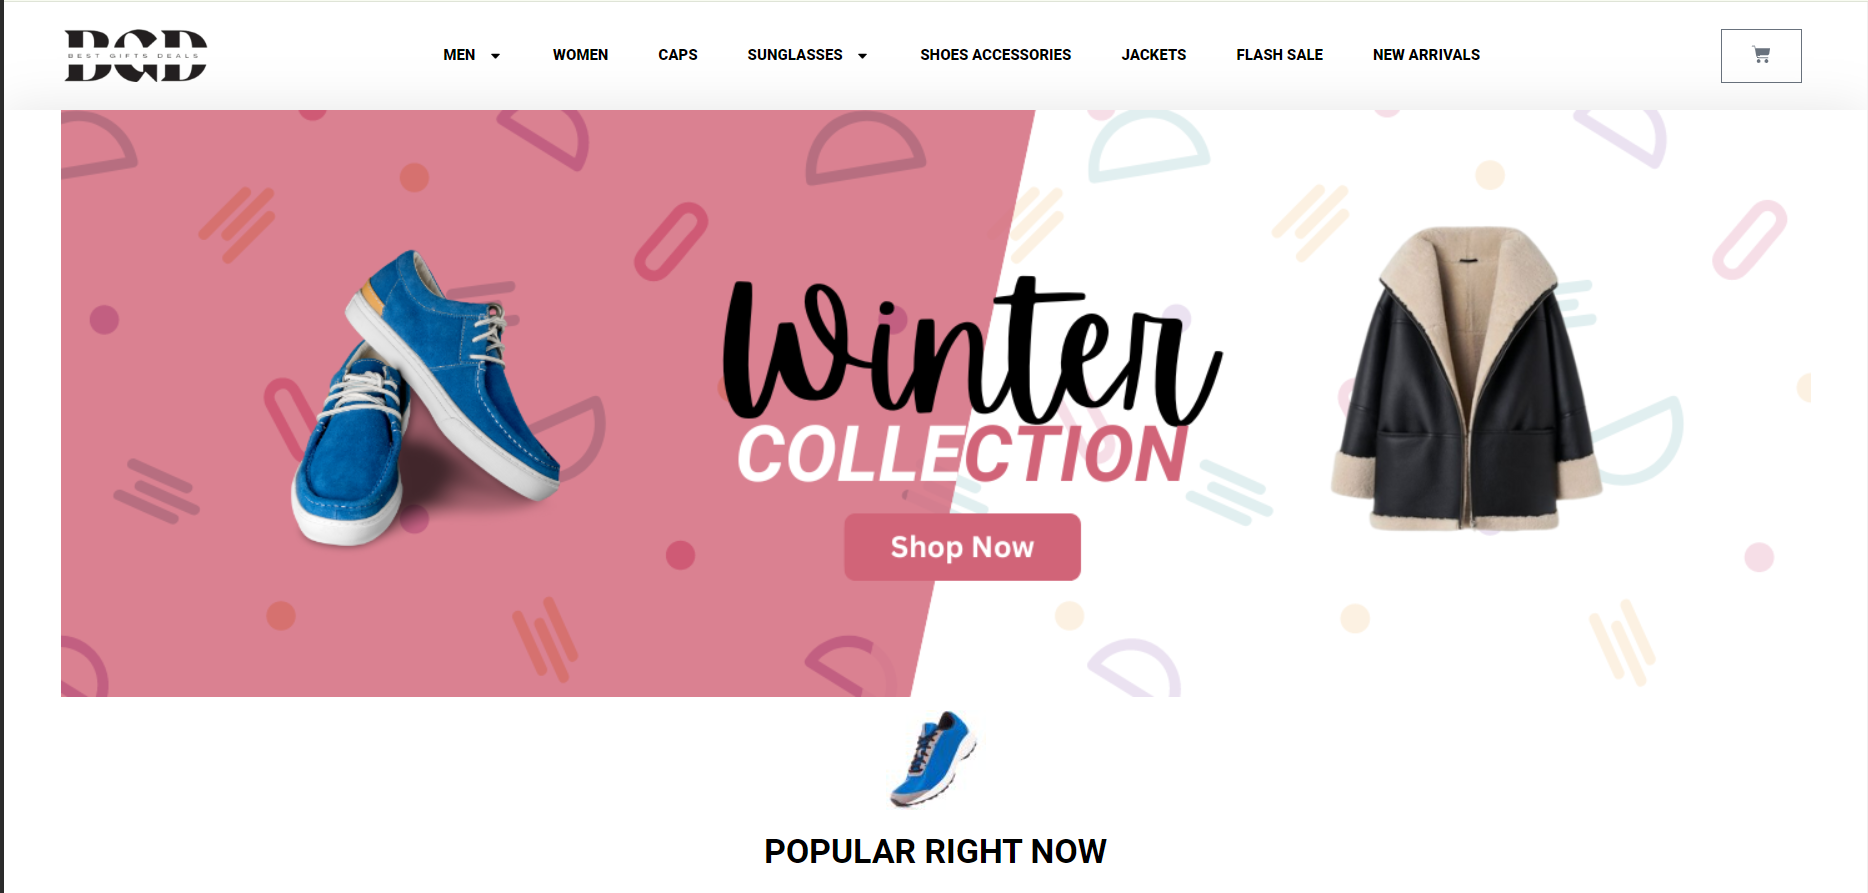 BGD
BEST GIFTS DEALS
MEN
WOMEN
CAPS
SUNGLASSES
SHOES ACCESSORIES
JACKETS
FLASH SALE
NEW ARRIVALS
Winter
COLLECTION
Shop Now
POPULAR RIGHT NOW